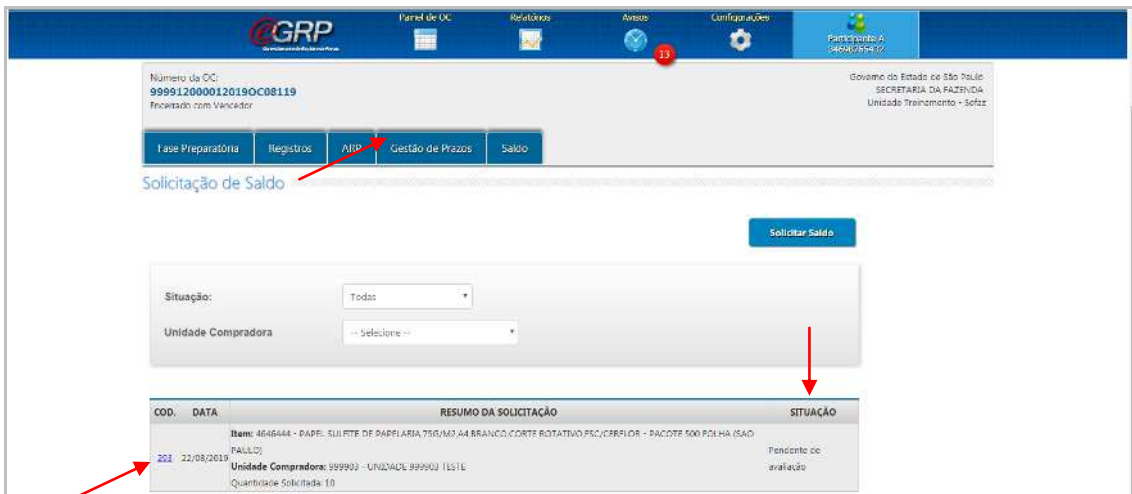 Painel de OC
Relatórios
Avisos
Configurações
eGRP
13
Participante A
Número da OC:
999912000012019OC08119
Encerrado com Vencedor
Governo do Estado de São Paulo
SECRETARIA DA FAZENDA
Unidade Treinamento - Sefaz
Fase Preparatória
Registros
ARP
Gestão de Prazos
Saldo
Solicitação de Saldo
Solicitar Saldo
Situação:
Todas
Unidade Compradora
-- Selecione --
COD. DATA RESUMO DA SOLICITAÇÃO SITUAÇÃO
Item: 4646444 - PAPEL SULFITE DE PAPELARIA 75G/M2,A4,BRANCO,CORTE ROTATIVO,FSC/CERFLOR - PACOTE 500 FOLHA (SAO
PAULO)
203 22/08/2019
Unidade Compradora: 999903 - UNIDADE 999903 TESTE
Quantidade Solicitada: 10
Pendente de
avaliação